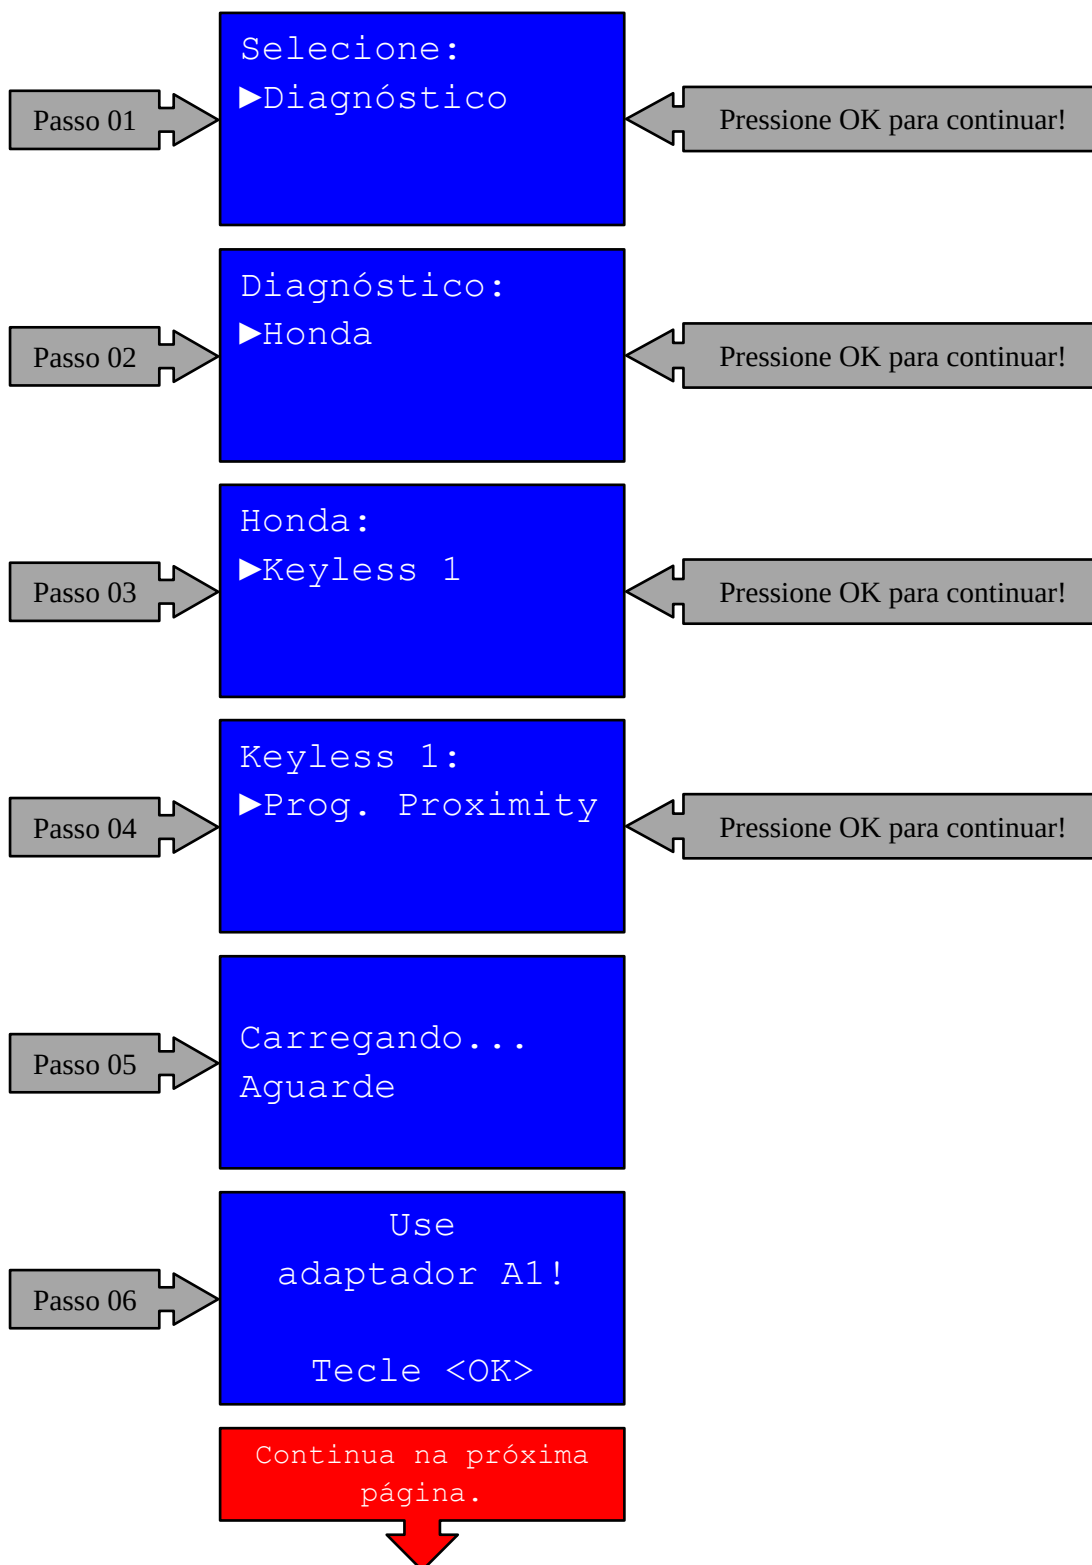 Selecione:
►Diagnóstico
Passo 01
Pressione OK para continuar!
Diagnóstico:
►Honda
Passo 02
Pressione OK para continuar!
Honda:
►Keyless 1
Passo 03
Pressione OK para continuar!
Keyless 1:
►Prog. Proximity
Passo 04
Pressione OK para continuar!
Carregando...
Passo 05
Aguarde
Use
adaptador A1!
Passo 06
Tecle <OK>
Continua na próxima
página.